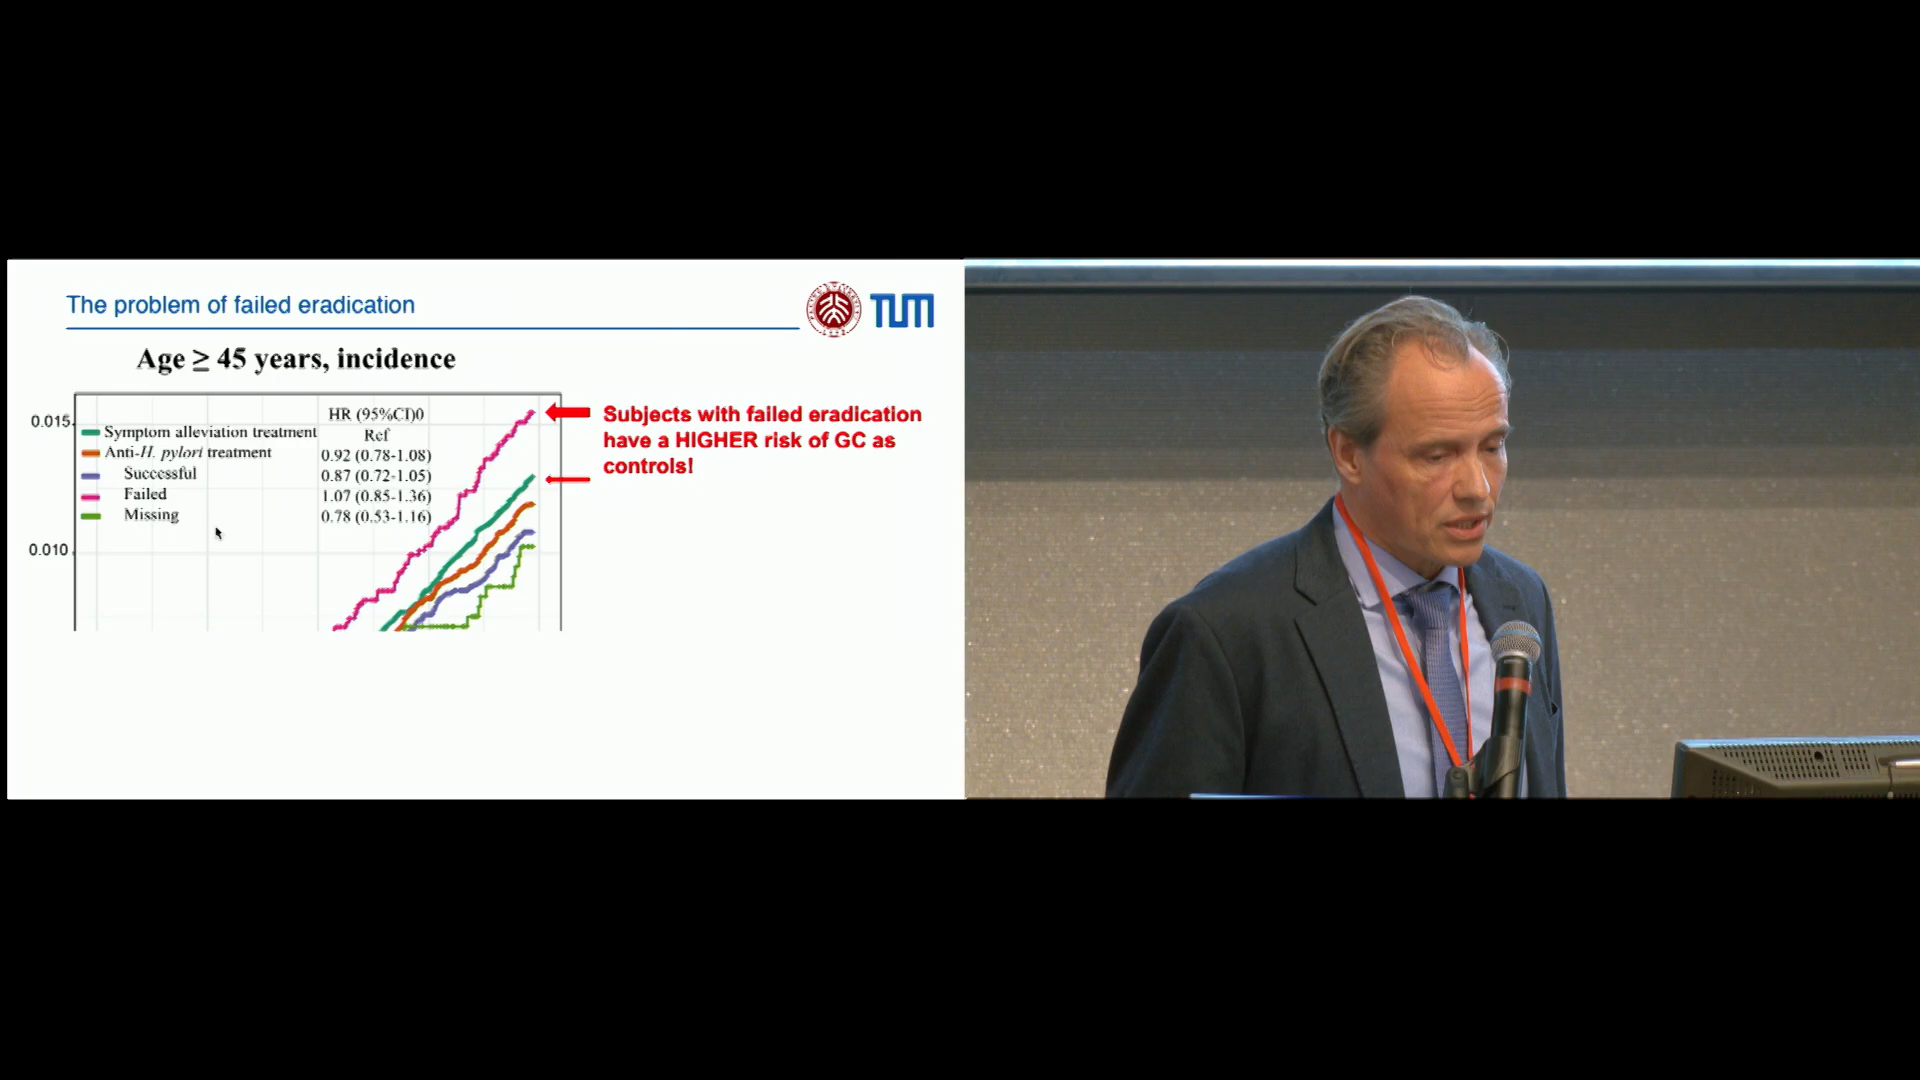 The problem of failed eradication
TUM
Age ≥ 45 years, incidence
0.015
0.010
HR (95%CI)0
Symptom alleviation treatment Ref
Anti-H. pylori treatment 0.92 (0.78-1.08)
Successful 0.87 (0.72-1.05)
Failed 1.07 (0.85-1.36)
Missing 0.78 (0.53-1.16)
Subjects with failed eradication
have a HIGHER risk of GC as
controls!